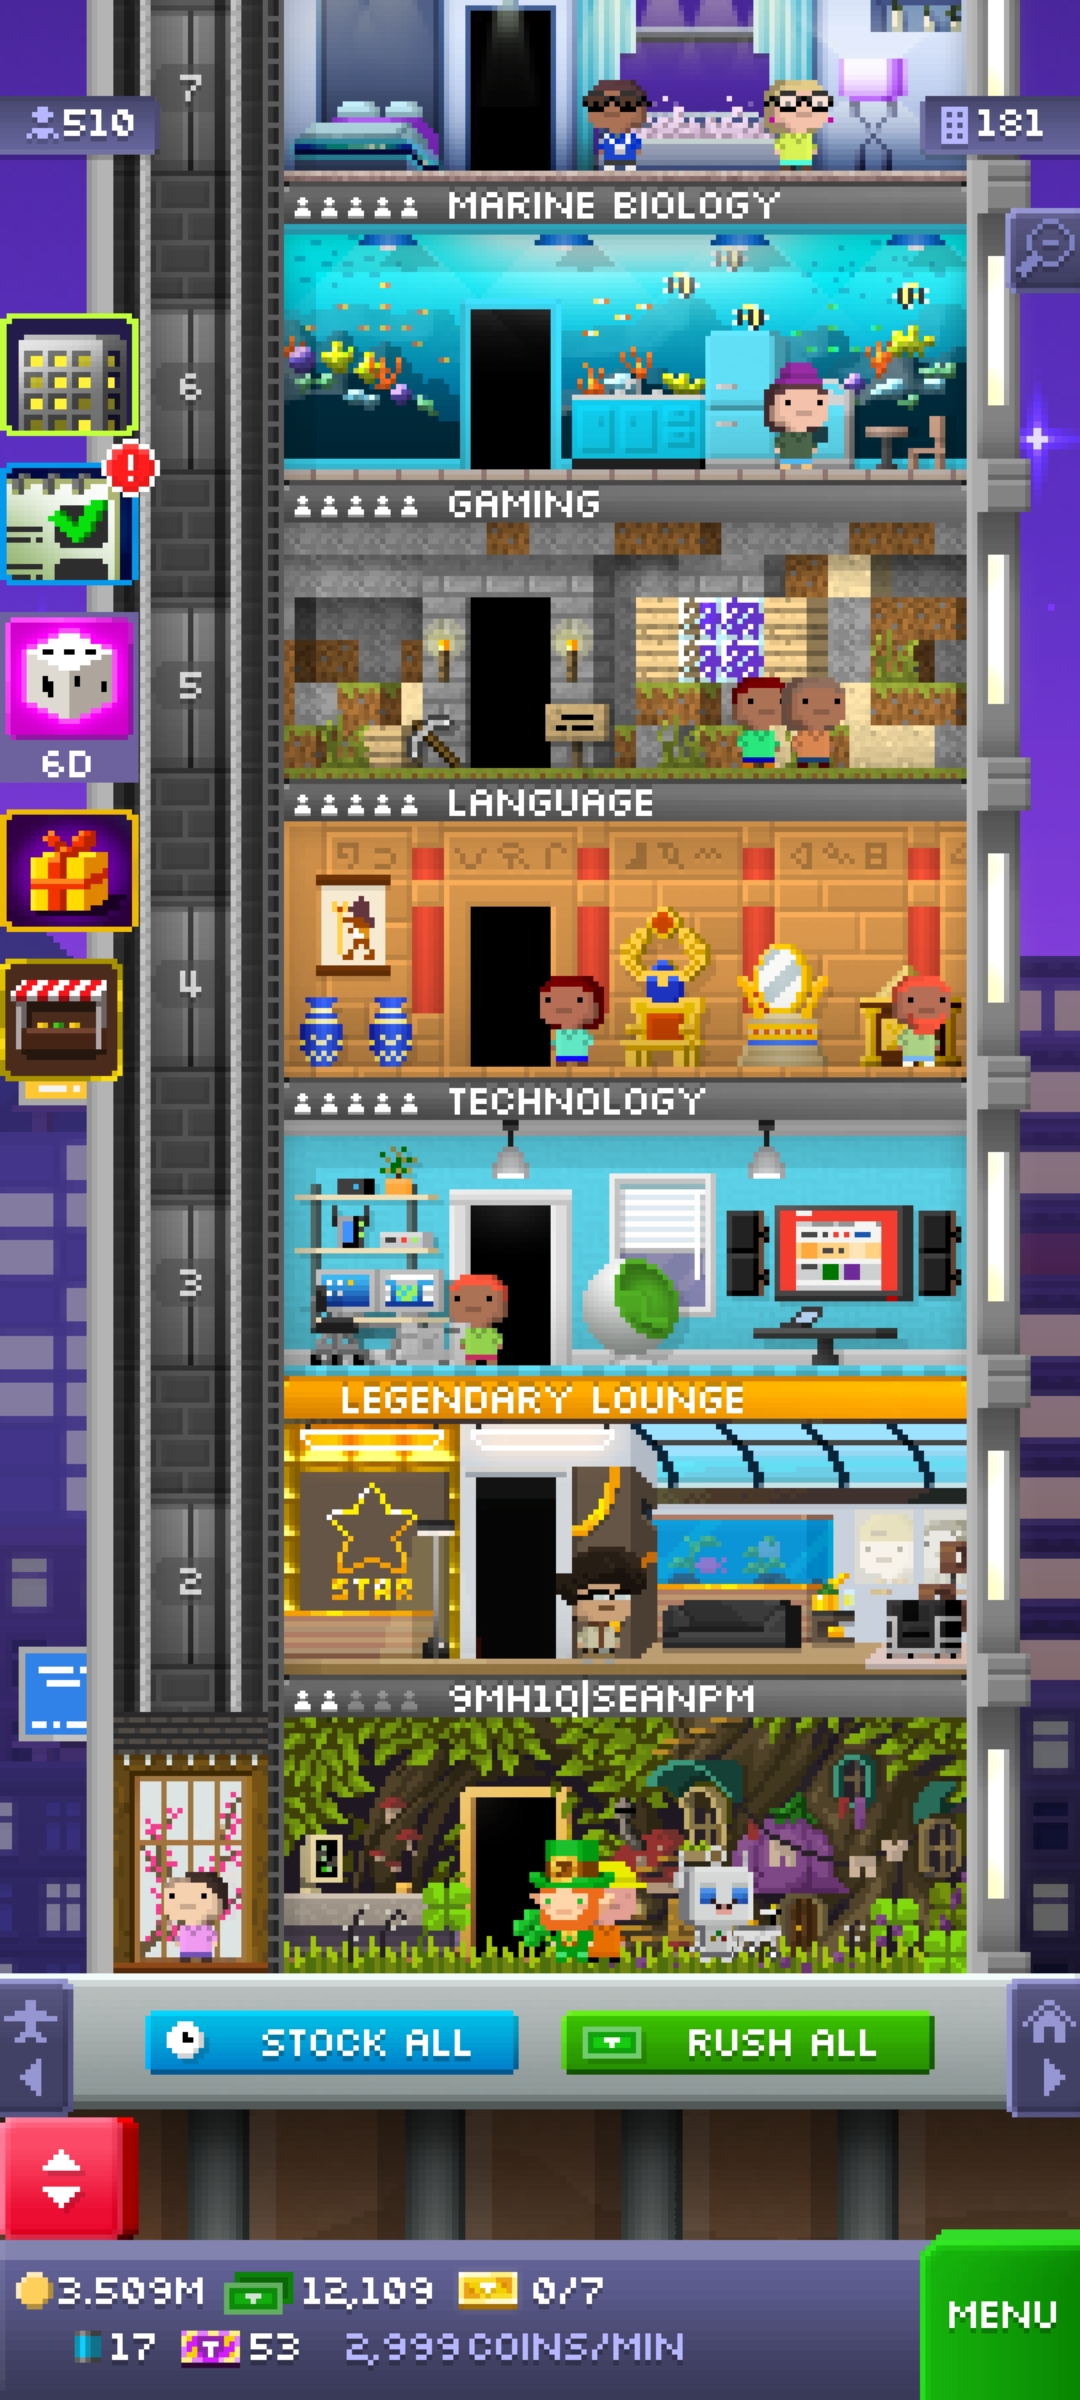 7
510
181
MARINE BIOLOGY
6
GAMING
5
6D
LANGUAGE
4
TECHNOLOGY
3
LEGENDARY LOUNGE
STAR
2
9MH1Q|SEANPM
STOCK ALL
RUSH ALL
3.509M 12,109 0/7
17 53 2,999 COINS/MIN
MENU